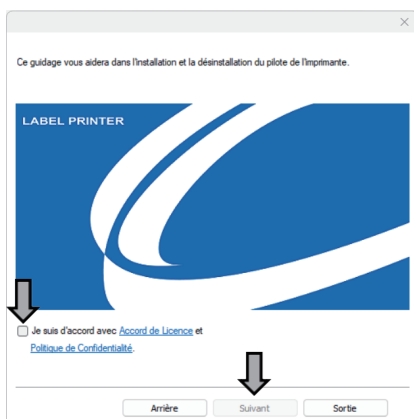 Ce guidage vous aidera dans l'Installation et la désinstallation du pilote de l'imprimante.
LABEL PRINTER
Je suis d'accord avec Accord de Licence et
Politique de Confidentialité.
Arrière Suivant Sortie